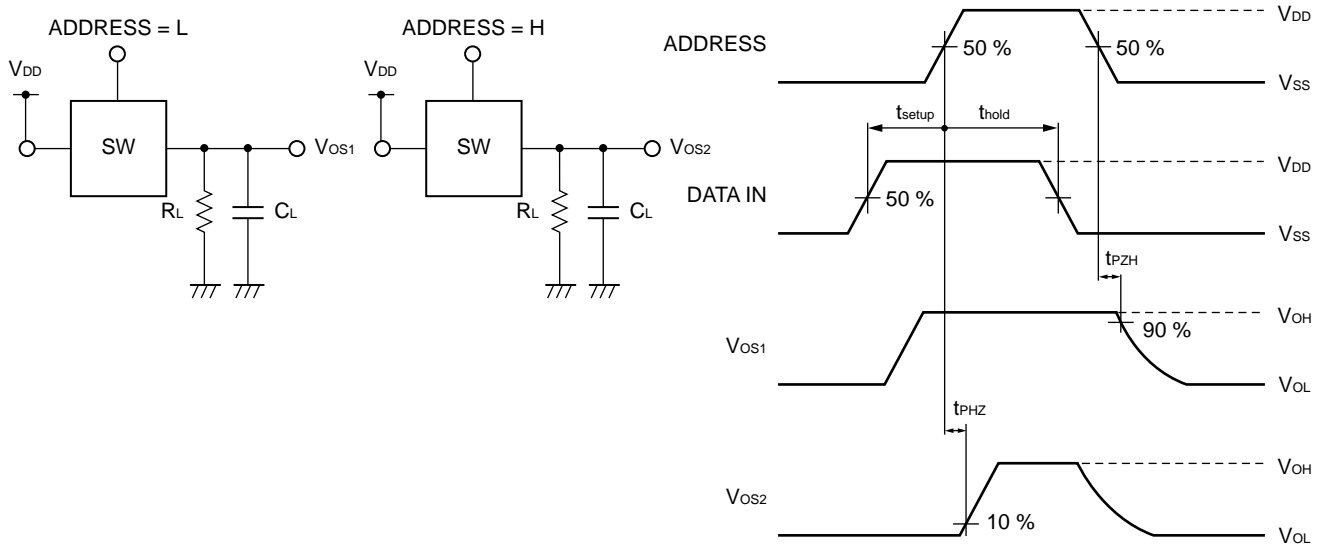 ADDRESS = L
VDD
SW
VOS1
RL
CL
ADDRESS = H
VDD
SW
VOS2
RL
CL
ADDRESS
50 %
50 %
VDD
VSS
tsetup
thold
DATA IN
50 %
VDD
VSS
tPZH
VOS1
90 %
VOH
VOL
tPHZ
VOS2
10 %
VOH
VOL